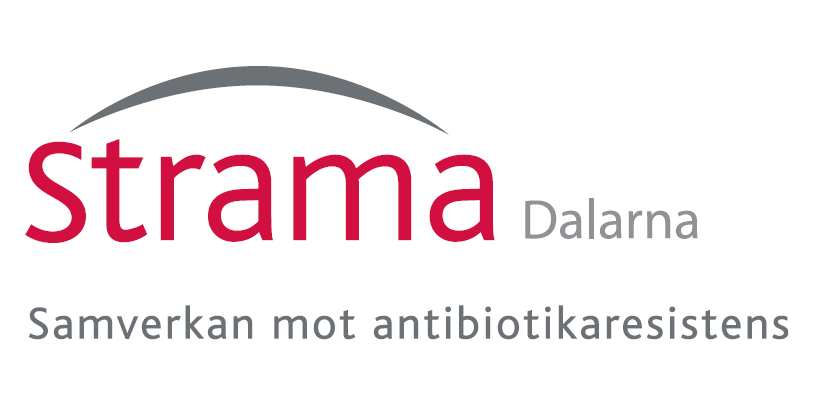 Strama Dalarna
Samverkan mot antibiotikaresistens